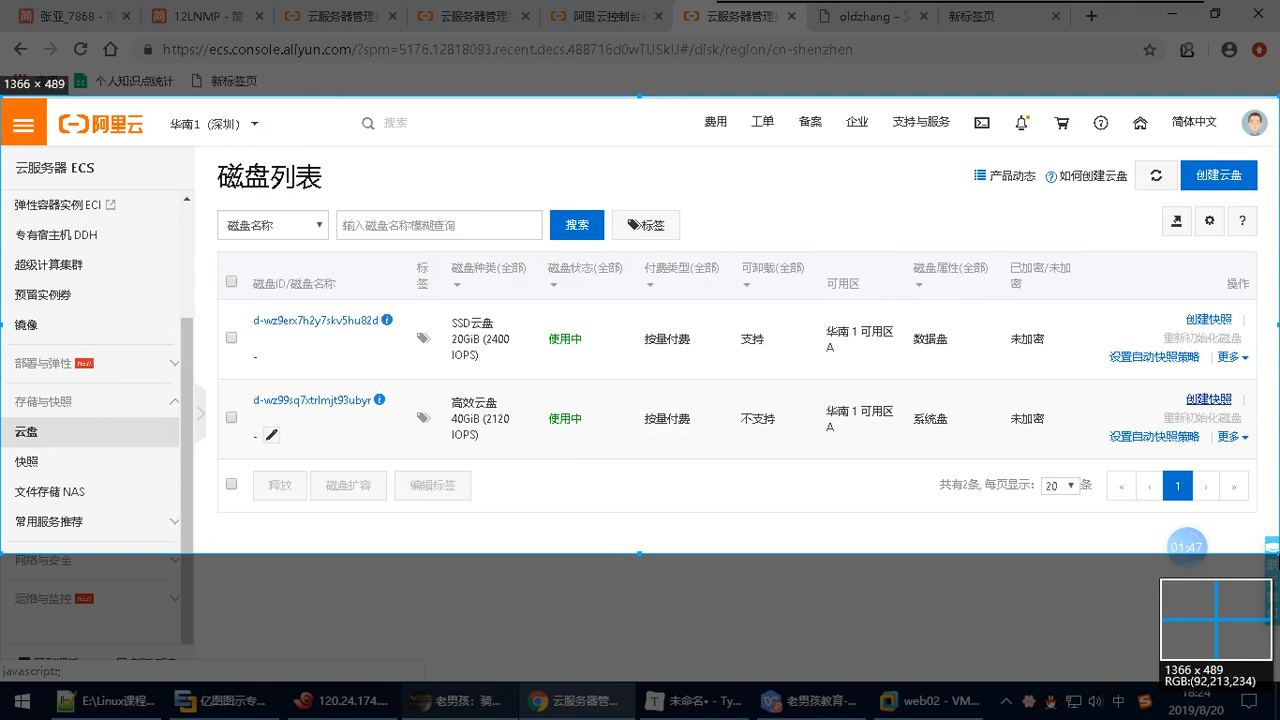 张亚_7868 - 简
12LNMP - 简
云服务器管理
云服务器管理
阿里云控制台
云服务器管理
oldzhang –
新标签页
https://ecs.console.aliyun.com/?spm=5176.12818093.recent.decs.488716d0wTUSkU#/disk/region/cn-shenzhen
个人知识点统计
新标签页
1366 × 489
阿里云
华南1（深圳）
搜索
费用
工单
备案
企业
支持与服务
简体中文
云服务器 ECS
弹性容器实例 ECI
专有宿主机 DDH
超级计算集群
预留实例券
镜像
部署与弹性
存储与快照
云盘
快照
文件存储 NAS
常用服务推荐
网络与安全
运维与监控
磁盘列表
产品动态
如何创建云盘
创建云盘
磁盘名称
输入磁盘名称模糊查询
搜索
标签
磁盘ID/磁盘名称
标签
磁盘种类(全部)
磁盘状态(全部)
付费类型(全部)
可卸载(全部)
可用区
磁盘属性(全部)
已加密/未加密
操作
d-wz9erx7h2y7skv5hu82d
-
SSD云盘
20GiB (2400
IOPS)
使用中
按量付费
支持
华南 1 可用区
A
数据盘
未加密
创建快照
重新初始化磁盘
设置自动快照策略
更多
d-wz99sq7xtrlmjt93ubyr
-
高效云盘
40GiB (2120
IOPS)
使用中
按量付费
不支持
华南 1 可用区
A
系统盘
未加密
创建快照
重新初始化磁盘
设置自动快照策略
更多
释放
磁盘扩容
编辑标签
共有2条, 每页显示:
20
条
«
‹
1
›
»
01:47
1366 x 489
RGB(92,213,234)
javascript:;
E:\Linux课程...
亿图图示专...
120.24.174....
老男孩：骑...
云服务器管...
未命名• - Ty...
老男孩教育-...
web02 - VM...
中
18:24
2019/8/20